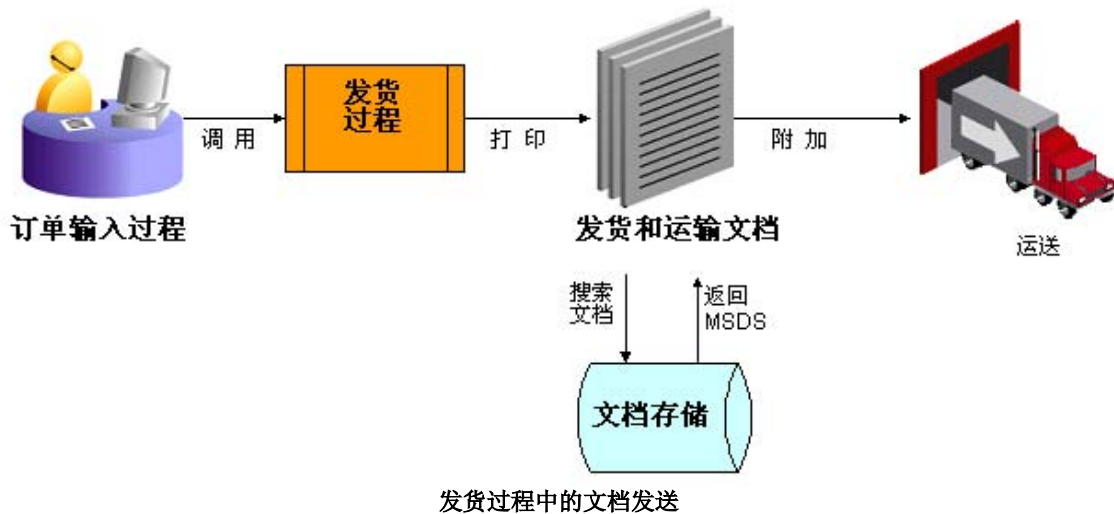 发货
过程
调 用
打 印
附 加
订单输入过程
发货和运输文档
运送
搜索
文档
返回
MSDS
文档存储
发货过程中的文档发送